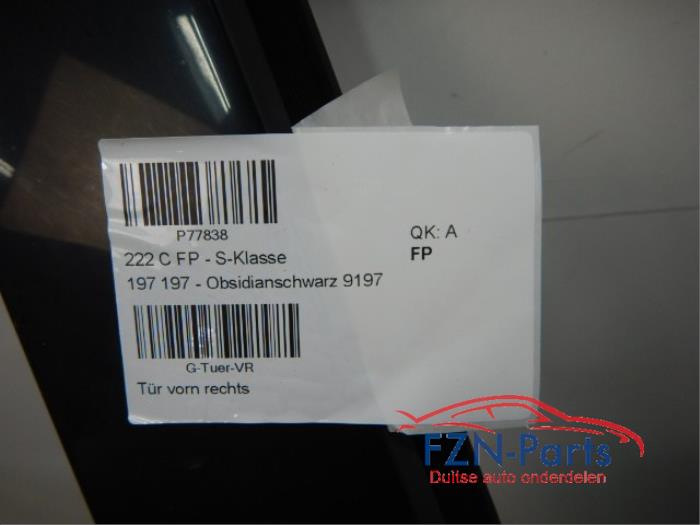 P77838
222 C FP - S-Klasse
197 197 - Obsidianschwarz 9197
QK: A
FP
G-Tuer-VR
Tür vorn rechts
FZN-Parts
Duitse auto onderdelen